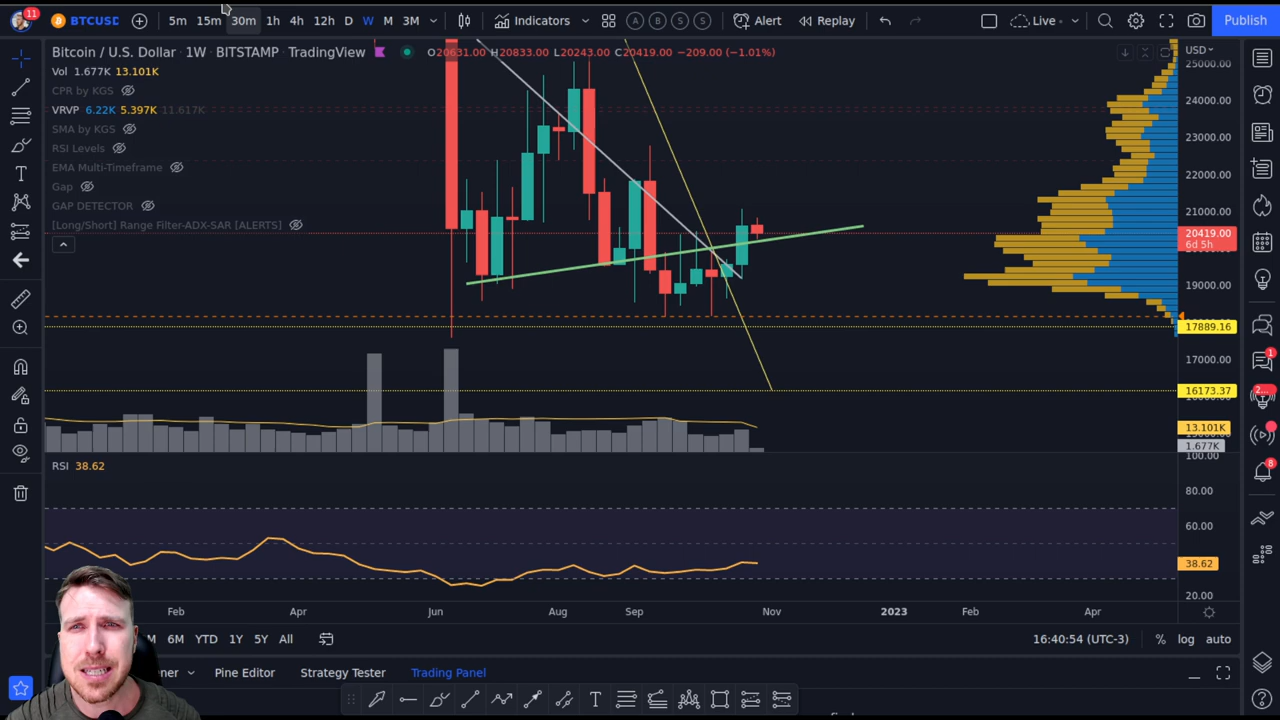 11
BTCUSD 5m 15m 30m 1h 4h 12h D W M 3M Indicators A B S S Alert Replay Live Publish
Bitcoin / U.S. Dollar · 1W · BITSTAMP · TradingView O20631.00 H20833.00 L20243.00 C20419.00 −209.00 (−1.01%) USD
Vol 1.677K 13.101K
CPR by KGS
VRVP 6.22K 5.397K 11.617K
SMA by KGS
RSI Levels
EMA Multi-Timeframe
Gap
GAP DETECTOR
[Long/Short] Range Filter-ADX-SAR [ALERTS]
25000.00
24000.00
23000.00
22000.00
21000.00
20419.00
6d 5h
19000.00
17889.16
17000.00
16173.37
13.101K
1.677K
100.00
RSI 38.62
80.00
60.00
38.62
20.00
1
2...
8
Feb Apr Jun Aug Sep Nov 2023 Feb Apr
M 6M YTD 1Y 5Y All 16:40:54 (UTC-3) % log auto
ner Pine Editor Strategy Tester Trading Panel
T